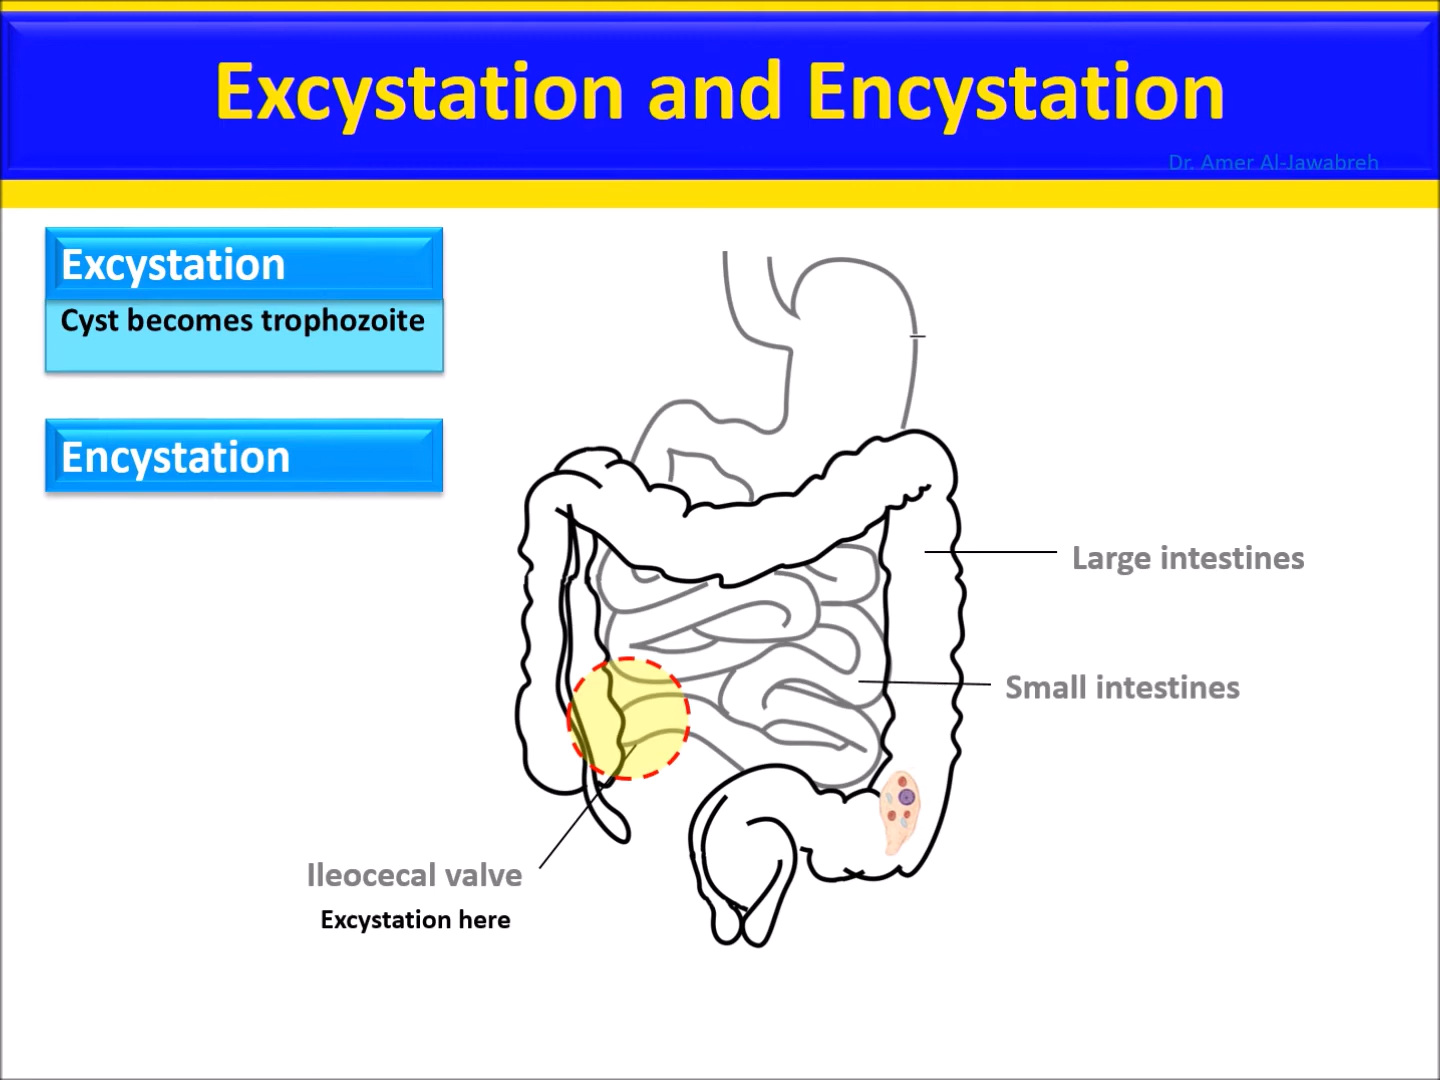 Excystation and Encystation
Dr. Amer Al-Jawabreh
Excystation
Cyst becomes trophozoite
Encystation
Large intestines
Small intestines
Ileocecal valve
Excystation here